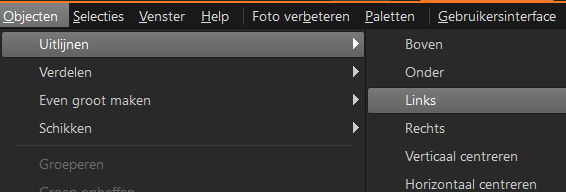 Objecten Selecties Venster Help Foto verbeteren Paletten Gebruikersinterface
Uitlijnen
Verdelen
Even groot maken
Schikken
Groeperen
Groep opheffen
Boven
Onder
Links
Rechts
Verticaal centreren
Horizontaal centreren